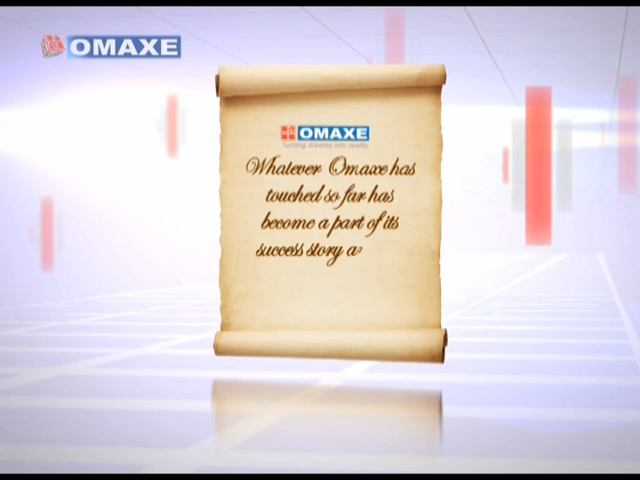 OMAXE
OMAXE
Turning dreams into reality
Whatever Omaxe has
touched so far has
become a part of its
success story a